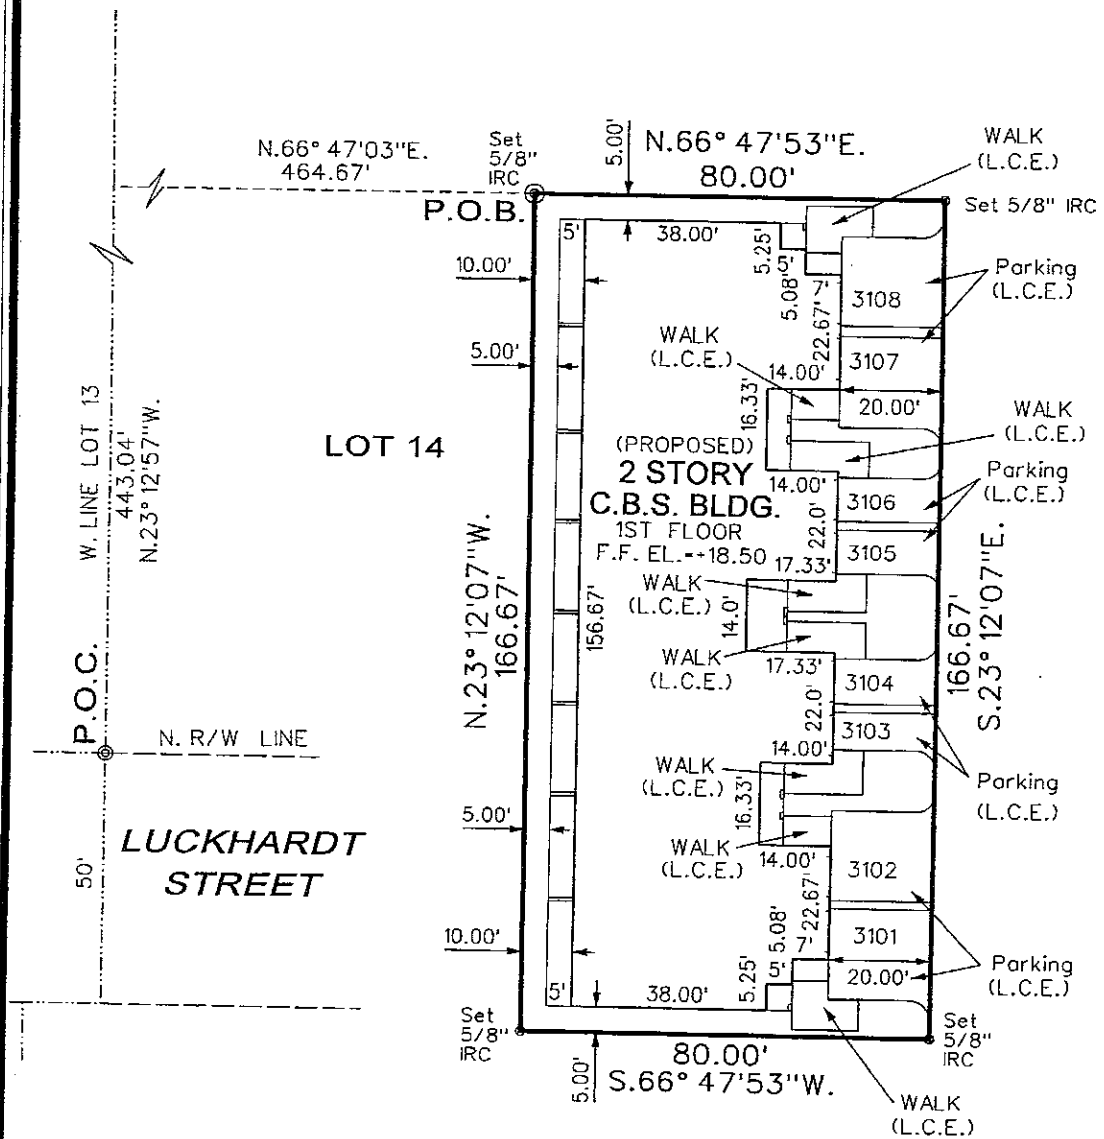 N.66° 47'03"E.
464.67'
Set
5/8"
IRC
5.00'
N.66° 47'53"E.
80.00'
WALK
(L.C.E.)
P.O.B.
Set 5/8" IRC
5'
38.00'
5.25'
5'
5.08'
7'
10.00'
Parking
(L.C.E.)
3108
22.67'
WALK
(L.C.E.)
5.00'
3107
14.00'
20.00'
16.33'
WALK
(L.C.E.)
W. LINE LOT 13
443.04'
N.23° 12'57"W.
LOT 14
(PROPOSED)
2 STORY
C.B.S. BLDG.
1ST FLOOR
F.F. EL.=+18.50
14.00'
Parking
(L.C.E.)
3106
22.0'
3105
17.33'
WALK
(L.C.E.)
14.0'
156.67'
N.23° 12'07"W.
166.67'
166.67'
S.23° 12'07"E.
WALK
(L.C.E.)
17.33'
3104
22.0'
3103
P.O.C.
N. R/W LINE
14.00'
WALK
(L.C.E.)
16.33'
Parking
(L.C.E.)
5.00'
LUCKHARDT
STREET
50'
WALK
(L.C.E.)
14.00'
3102
22.67'
3101
10.00'
5.08'
7'
5'
5.25'
20.00'
Parking
(L.C.E.)
5'
38.00'
Set
5/8"
IRC
Set
5/8"
IRC
5.00'
80.00'
S.66° 47'53"W.
WALK
(L.C.E.)